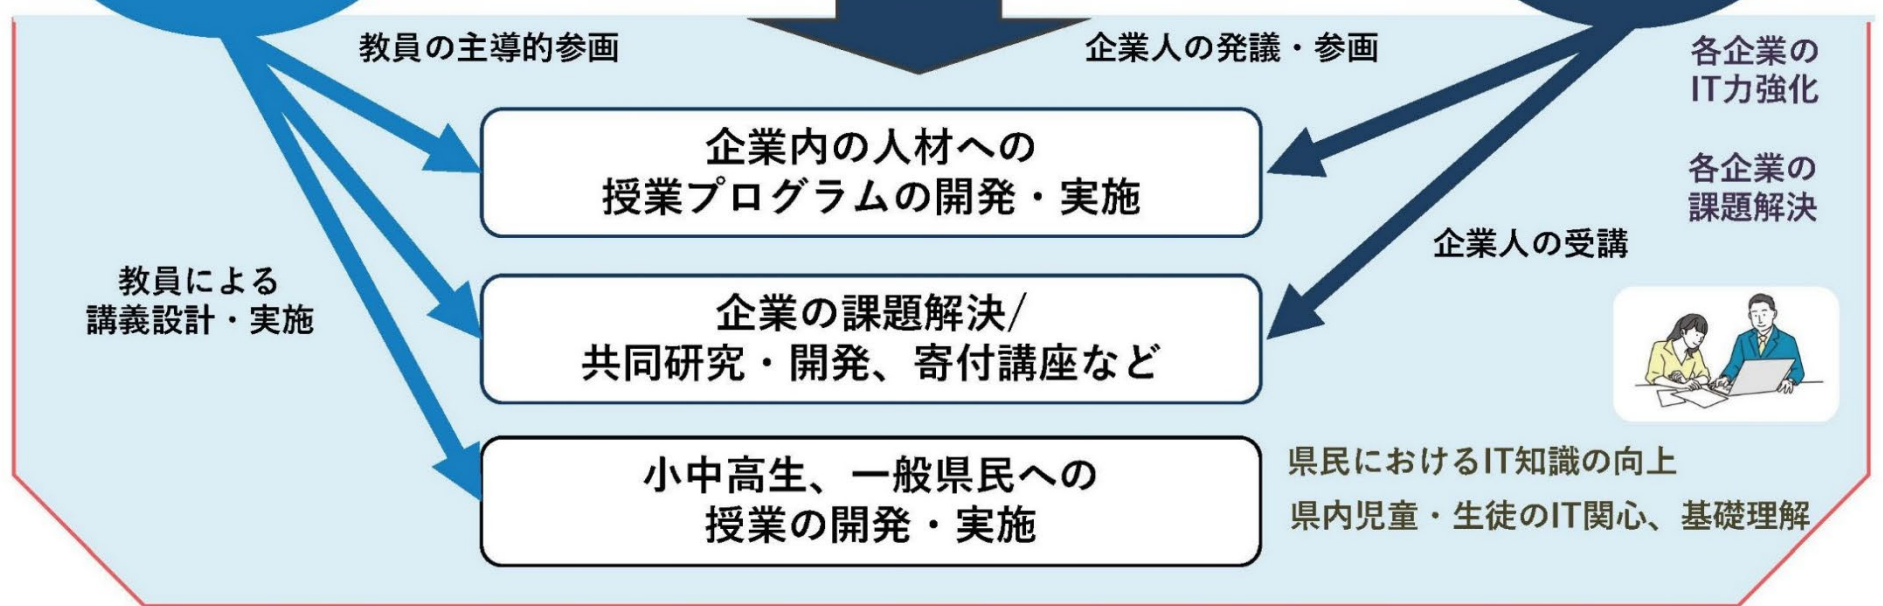 教員の主導的参画
企業人の発議・参画
各企業の
IT力強化
企業内の人材への
授業プログラムの開発・実施
各企業の
課題解決
企業人の受講
教員による
講義設計・実施
企業の課題解決/
共同研究・開発、寄付講座など
小中高生、一般県民への
授業の開発・実施
県民におけるIT知識の向上
県内児童・生徒のIT関心、基礎理解